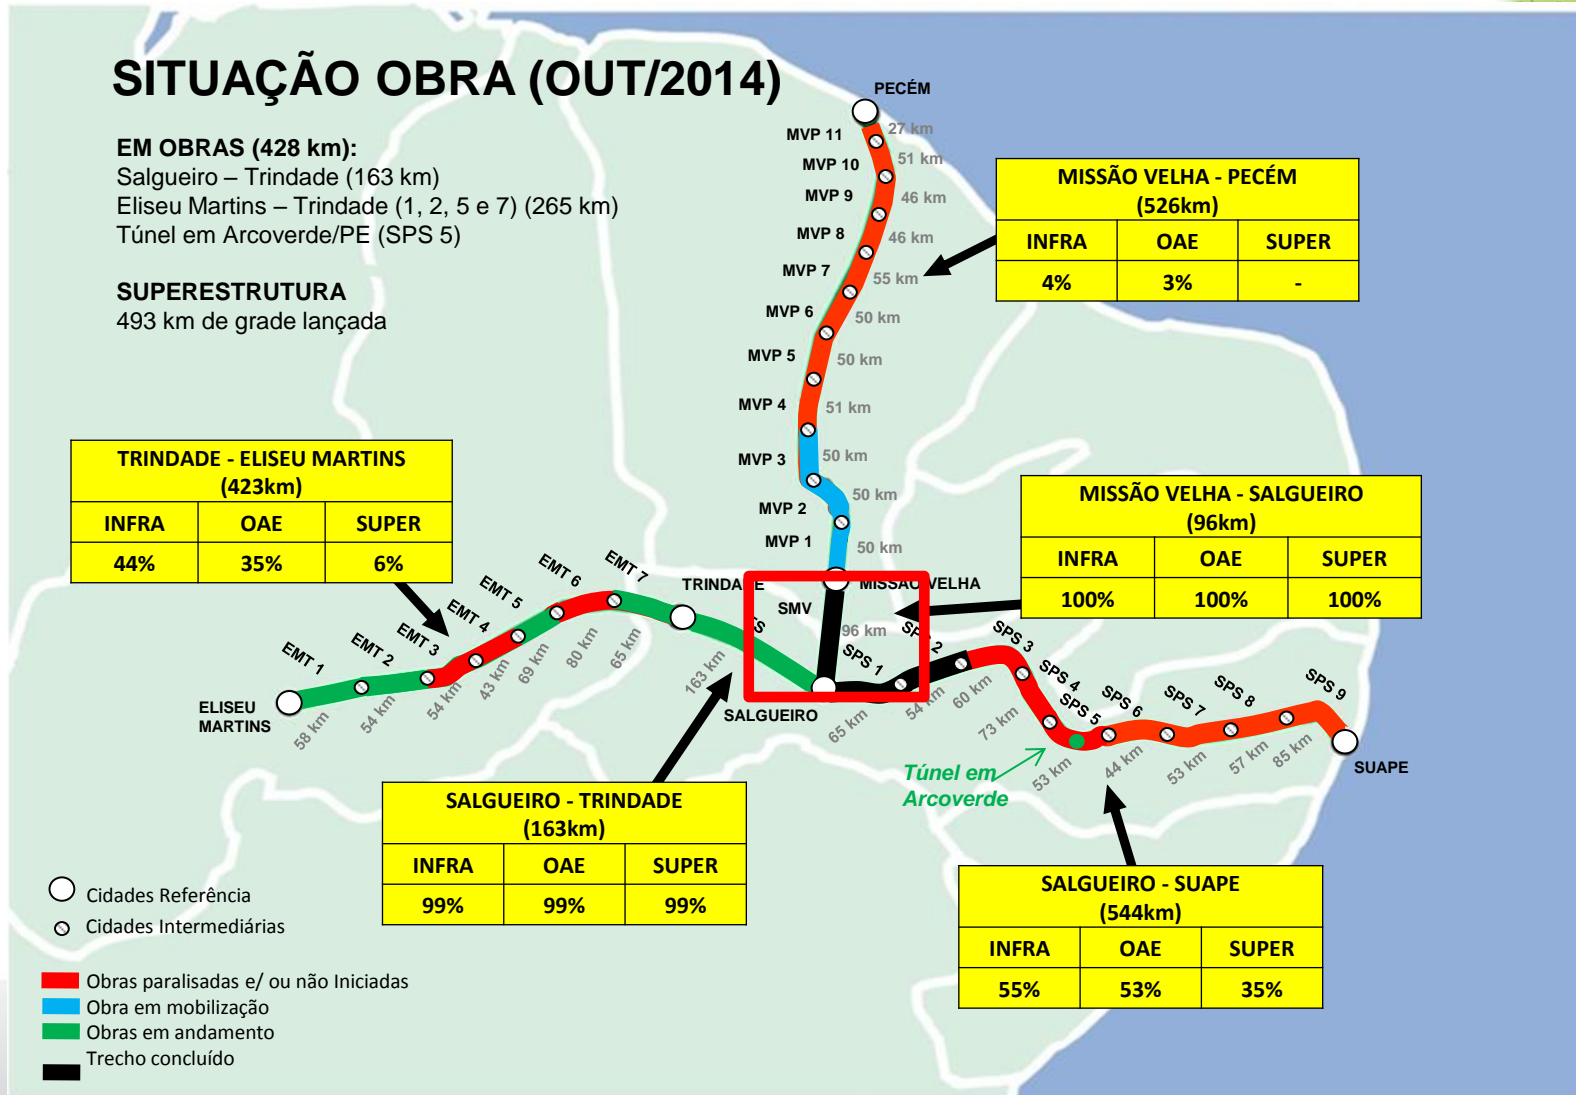 SITUAÇÃO OBRA (OUT/2014)
EM OBRAS (428 km):
Salgueiro – Trindade (163 km)
Eliseu Martins – Trindade (1, 2, 5 e 7) (265 km)
Túnel em Arcoverde/PE (SPS 5)
SUPERESTRUTURA
493 km de grade lançada
PECÉM
MVP 11
27 km
MVP 10
51 km
MVP 9
46 km
MVP 8
46 km
MVP 7
55 km
MVP 6
50 km
MVP 5
50 km
MVP 4
51 km
MVP 3
50 km
MVP 2
50 km
MVP 1
50 km
MISSÃO VELHA - PECÉM
(526km)
INFRA OAE SUPER
4% 3% -
TRINDADE - ELISEU MARTINS
(423km)
INFRA OAE SUPER
44% 35% 6%
MISSÃO VELHA - SALGUEIRO
(96km)
INFRA OAE SUPER
100% 100% 100%
MISSÃO VELHA
SMV
96 km
TRINDADE
ELISEU
MARTINS
EMT 1
EMT 2
EMT 3
EMT 4
EMT 5
EMT 6
EMT 7
58 km
54 km
54 km
43 km
69 km
80 km
65 km
163 km
SALGUEIRO
SPS 1
SPS 2
SPS 3
SPS 4
SPS 5
SPS 6
SPS 7
SPS 8
SPS 9
65 km
54 km
60 km
73 km
53 km
44 km
53 km
57 km
85 km
SUAPE
Túnel em
Arcoverde
SALGUEIRO - TRINDADE
(163km)
INFRA OAE SUPER
99% 99% 99%
SALGUEIRO - SUAPE
(544km)
INFRA OAE SUPER
55% 53% 35%
Cidades Referência
Cidades Intermediárias
Obras paralisadas e/ ou não Iniciadas
Obra em mobilização
Obras em andamento
Trecho concluído